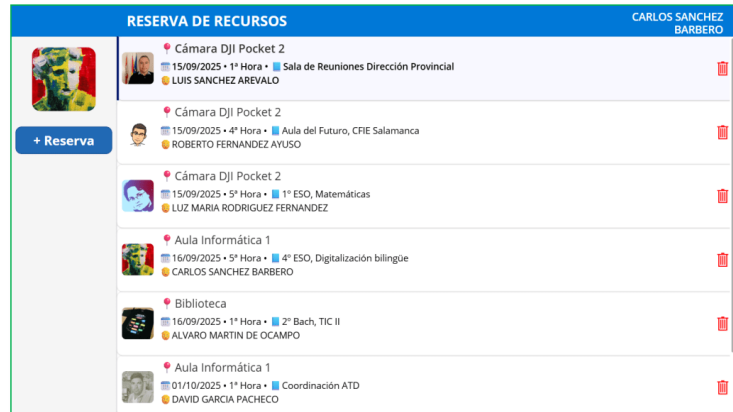 RESERVA DE RECURSOS
CARLOS SANCHEZ
BARBERO
+ Reserva
Cámara DJI Pocket 2
15/09/2025 • 1ª Hora • Sala de Reuniones Dirección Provincial
LUIS SANCHEZ AREVALO
Cámara DJI Pocket 2
15/09/2025 • 4ª Hora • Aula del Futuro, CFIE Salamanca
ROBERTO FERNANDEZ AYUSO
Cámara DJI Pocket 2
15/09/2025 • 5ª Hora • 1º ESO, Matemáticas
LUZ MARIA RODRIGUEZ FERNANDEZ
Aula Informática 1
16/09/2025 • 5ª Hora • 4º ESO, Digitalización bilingüe
CARLOS SANCHEZ BARBERO
Biblioteca
16/09/2025 • 1ª Hora • 2º Bach, TIC II
ALVARO MARTIN DE OCAMPO
Aula Informática 1
01/10/2025 • 1ª Hora • Coordinación ATD
DAVID GARCIA PACHECO